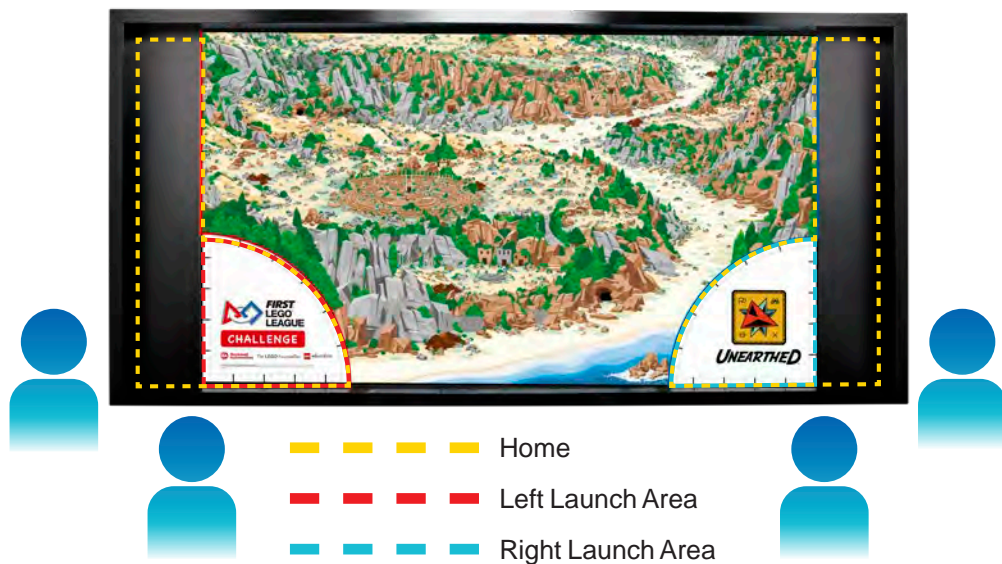 FIRST
LEGO
LEAGUE
CHALLENGE
UNEARTHED
Home
Left Launch Area
Right Launch Area